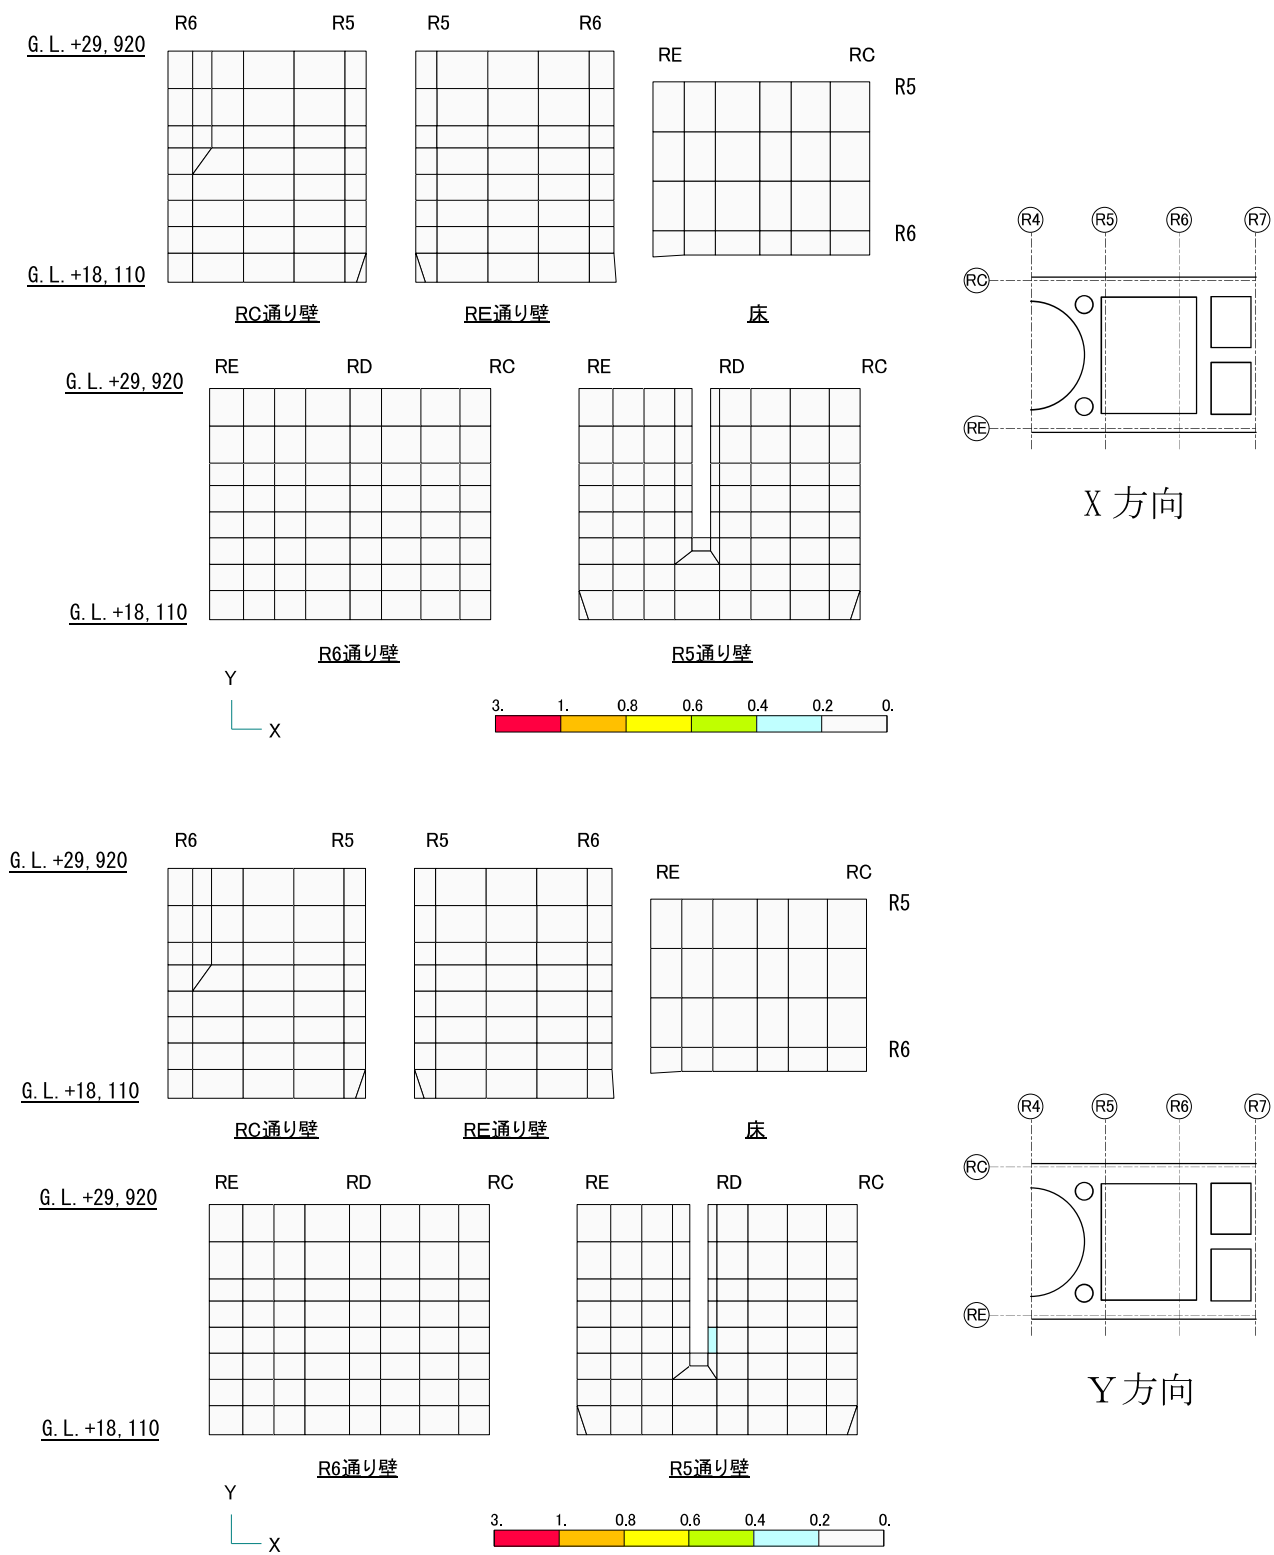 R6 R5 R5 R6
G.L.+29,920
RE RC
R5
R6
G.L.+18,110
RC通り壁 RE通り壁 床
RE RD RC RE RD RC
G.L.+29,920
G.L.+18,110
R6通り壁 R5通り壁
Y
X
3. 1. 0.8 0.6 0.4 0.2 0.
R4 R5 R6 R7
RC
RE
X方向
R6 R5 R5 R6
G.L.+29,920
RE RC
R5
R6
G.L.+18,110
RC通り壁 RE通り壁 床
RE RD RC RE RD RC
G.L.+29,920
G.L.+18,110
R6通り壁 R5通り壁
Y
X
3. 1. 0.8 0.6 0.4 0.2 0.
R4 R5 R6 R7
RC
RE
Y方向